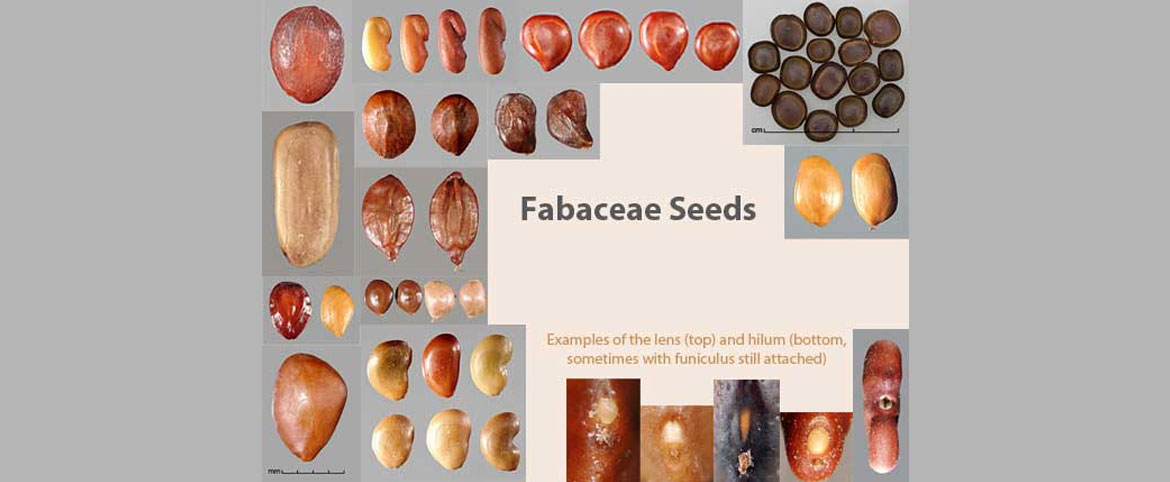 cm
Fabaceae Seeds
Examples of the lens (top) and hilum (bottom,
sometimes with funiculus still attached)
mm